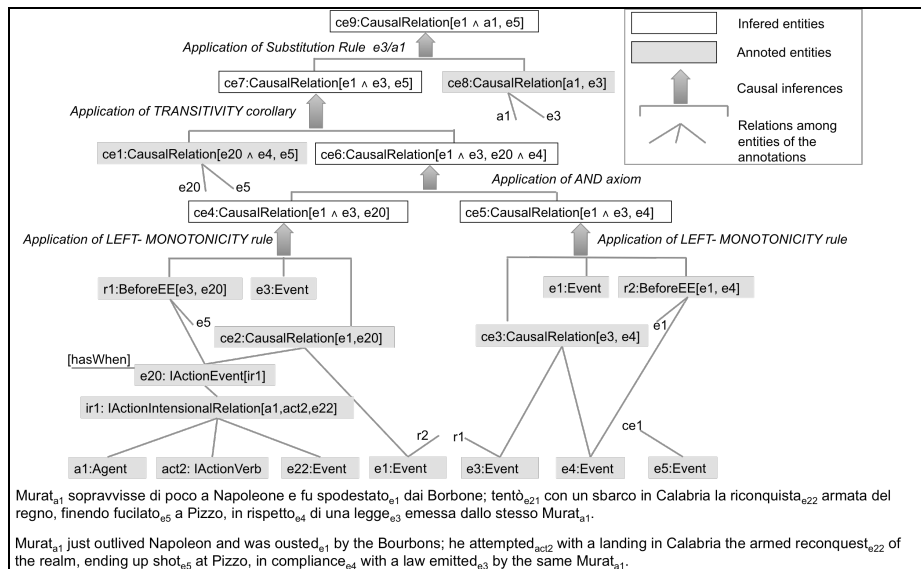 ce9:CausalRelation[e1 ∧ a1, e5]
Infered entities
Application of Substitution Rule e3/a1
Annoted entities
ce7:CausalRelation[e1 ∧ e3, e5]
ce8:CausalRelation[a1, e3]
Causal inferences
Application of TRANSITIVITY corollary
a1
e3
Relations among
entities of the
annotations
ce1:CausalRelation[e20 ∧ e4, e5]
ce6:CausalRelation[e1 ∧ e3, e20 ∧ e4]
e20
e5
Application of AND axiom
ce4:CausalRelation[e1 ∧ e3, e20]
ce5:CausalRelation[e1 ∧ e3, e4]
Application of LEFT- MONOTONICITY rule
Application of LEFT- MONOTONICITY rule
r1:BeforeEE[e3, e20]
e3:Event
e1:Event
r2:BeforeEE[e1, e4]
e5
ce2:CausalRelation[e1,e20]
e1
ce3:CausalRelation[e3, e4]
[hasWhen]
e20: IActionEvent[ir1]
ir1: IActionIntensionalRelation[a1,act2,e22]
r2
r1
ce1
a1:Agent
act2: IActionVerb
e22:Event
e1:Event
e3:Event
e4:Event
e5:Event
Murata1 sopravvisse di poco a Napoleone e fu spodestatoe1 dai Borbone; tentòe21 con un sbarco in Calabria la riconquistae22 armata del
regno, finendo fucilatoe5 a Pizzo, in rispettoe4 di una leggee3 emessa dallo stesso Murata1.
Murata1 just outlived Napoleon and was oustede1 by the Bourbons; he attemptedact2 with a landing in Calabria the armed reconqueste22 of
the realm, ending up shote5 at Pizzo, in compliancee4 with a law emittede3 by the same Murata1.